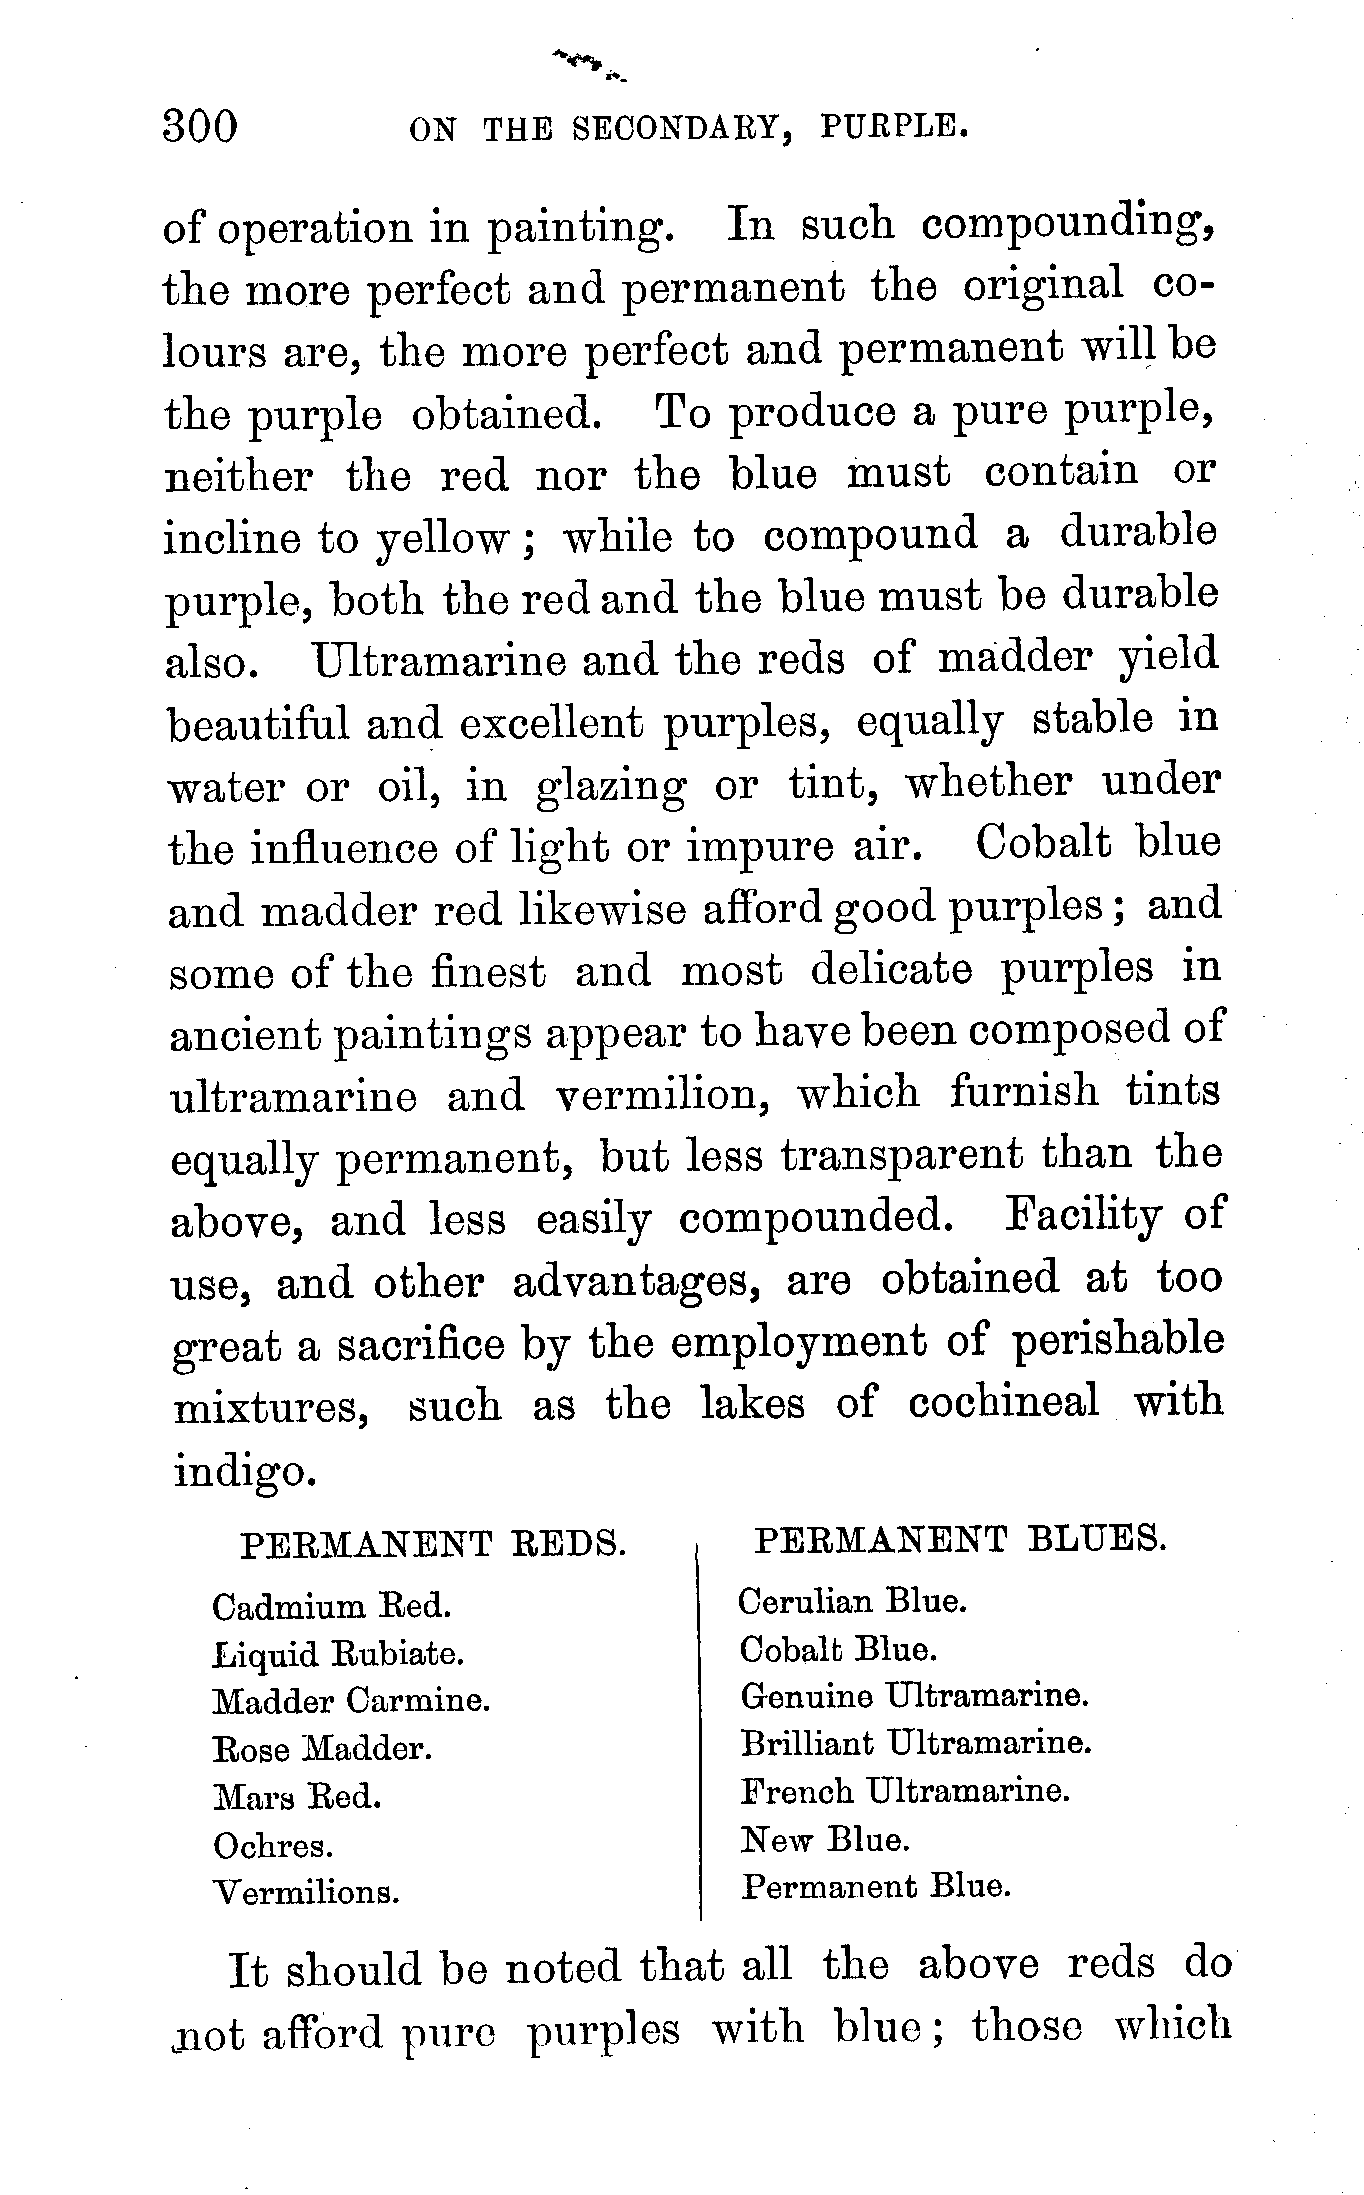 300 ON THE SECONDARY, PURPLE.
of operation in painting. In such compounding,
the more perfect and permanent the original co-
lours are, the more perfect and permanent will be
the purple obtained. To produce a pure purple,
neither the red nor the blue must contain or
incline to yellow; while to compound a durable
purple, both the red and the blue must be durable
also. Ultramarine and the reds of madder yield
beautiful and excellent purples, equally stable in
water or oil, in glazing or tint, whether under
the influence of light or impure air. Cobalt blue
and madder red likewise afford good purples; and
some of the finest and most delicate purples in
ancient paintings appear to have been composed of
ultramarine and vermilion, which furnish tints
equally permanent, but less transparent than the
above, and less easily compounded. Facility of
use, and other advantages, are obtained at too
great a sacrifice by the employment of perishable
mixtures, such as the lakes of cochineal with
indigo.
PERMANENT REDS.
Cadmium Red.
Liquid Rubiate.
Madder Carmine.
Rose Madder.
Mars Red.
Ochres.
Vermilions.
PERMANENT BLUES.
Cerulian Blue.
Cobalt Blue.
Genuine Ultramarine.
Brilliant Ultramarine.
French Ultramarine.
New Blue.
Permanent Blue.
It should be noted that all the above reds do
not afford pure purples with blue; those which